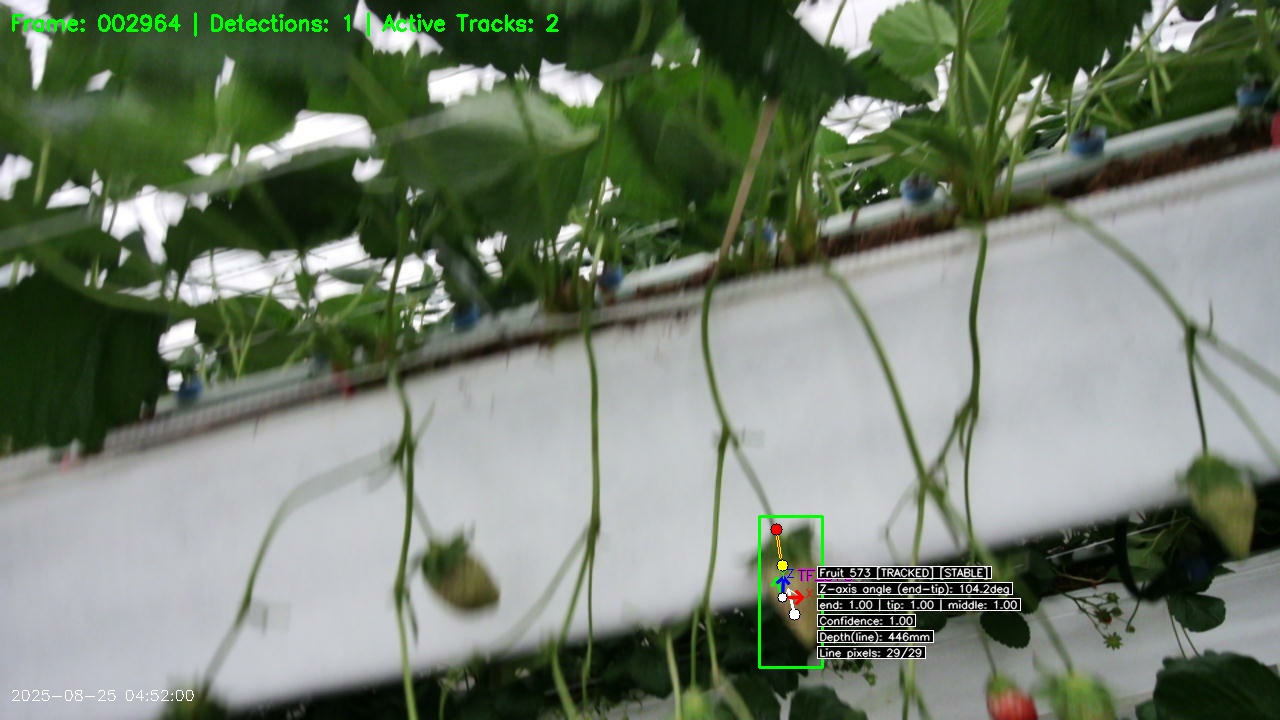 Frame: 002964 | Detections: 1 | Active Tracks: 2
Fruit 573 [TRACKED] [STABLE]
Z-axis angle (end-tip): 104.2deg
end: 1.00 | tip: 1.00 | middle: 1.00
Confidence: 1.00
Depth(line): 446mm
Line pixels: 29/29
Z
2025-08-25 04:52:00